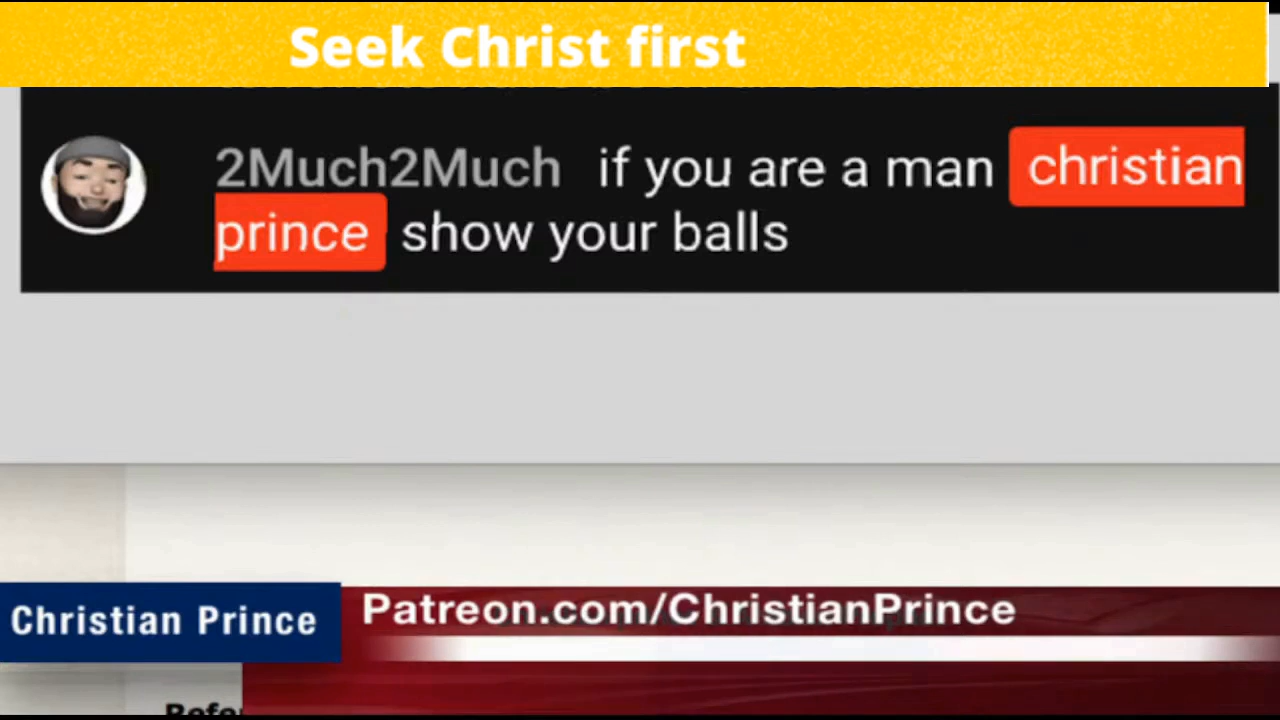 Seek Christ first
2Much2Much if you are a man christian
prince show your balls
Christian Prince
Patreon.com/ChristianPrince